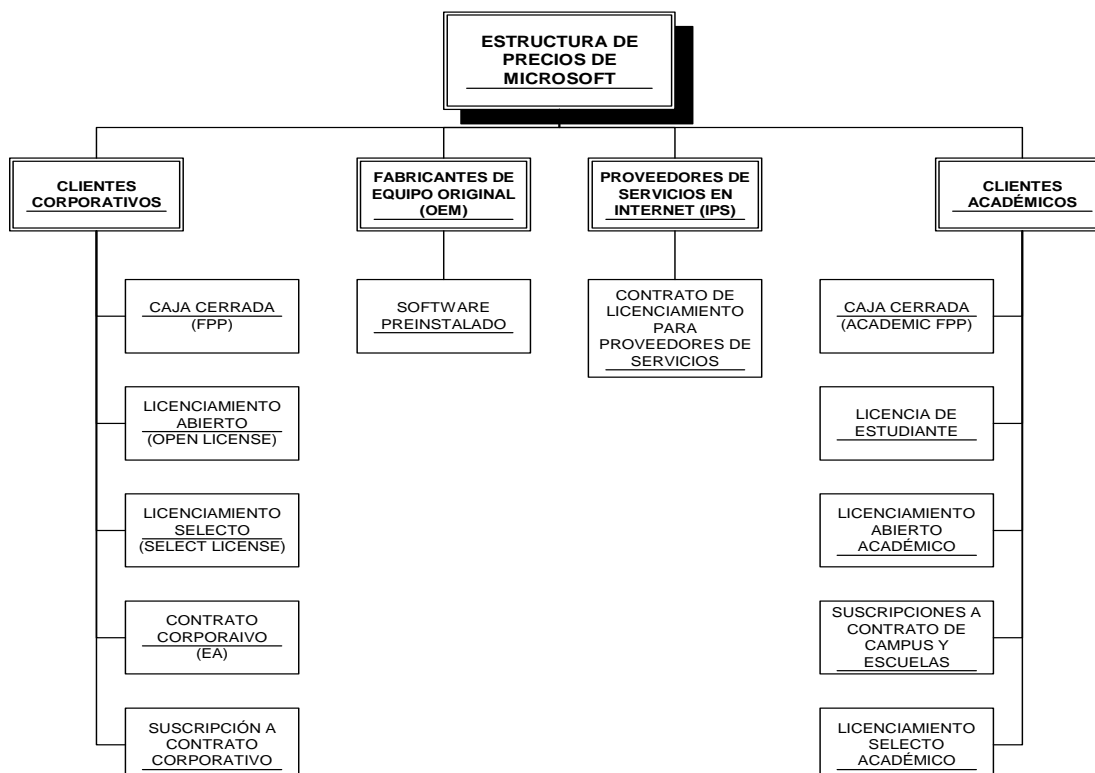 ESTRUCTURA DE
PRECIOS DE
MICROSOFT
CLIENTES
CORPORATIVOS
FABRICANTES DE
EQUIPO ORIGINAL
(OEM)
PROVEEDORES DE
SERVICIOS EN
INTERNET (IPS)
CLIENTES
ACADÉMICOS
CAJA CERRADA
(FPP)
LICENCIAMIENTO
ABIERTO
(OPEN LICENSE)
LICENCIAMIENTO
SELECTO
(SELECT LICENSE)
CONTRATO
CORPORAIVO
(EA)
SUSCRIPCIÓN A
CONTRATO
CORPORATIVO
SOFTWARE
PREINSTALADO
CONTRATO DE
LICENCIAMIENTO
PARA
PROVEEDORES DE
SERVICIOS
CAJA CERRADA
(ACADEMIC FPP)
LICENCIA DE
ESTUDIANTE
LICENCIAMIENTO
ABIERTO
ACADÉMICO
SUSCRIPCIONES A
CONTRATO DE
CAMPUS Y
ESCUELAS
LICENCIAMIENTO
SELECTO
ACADÉMICO